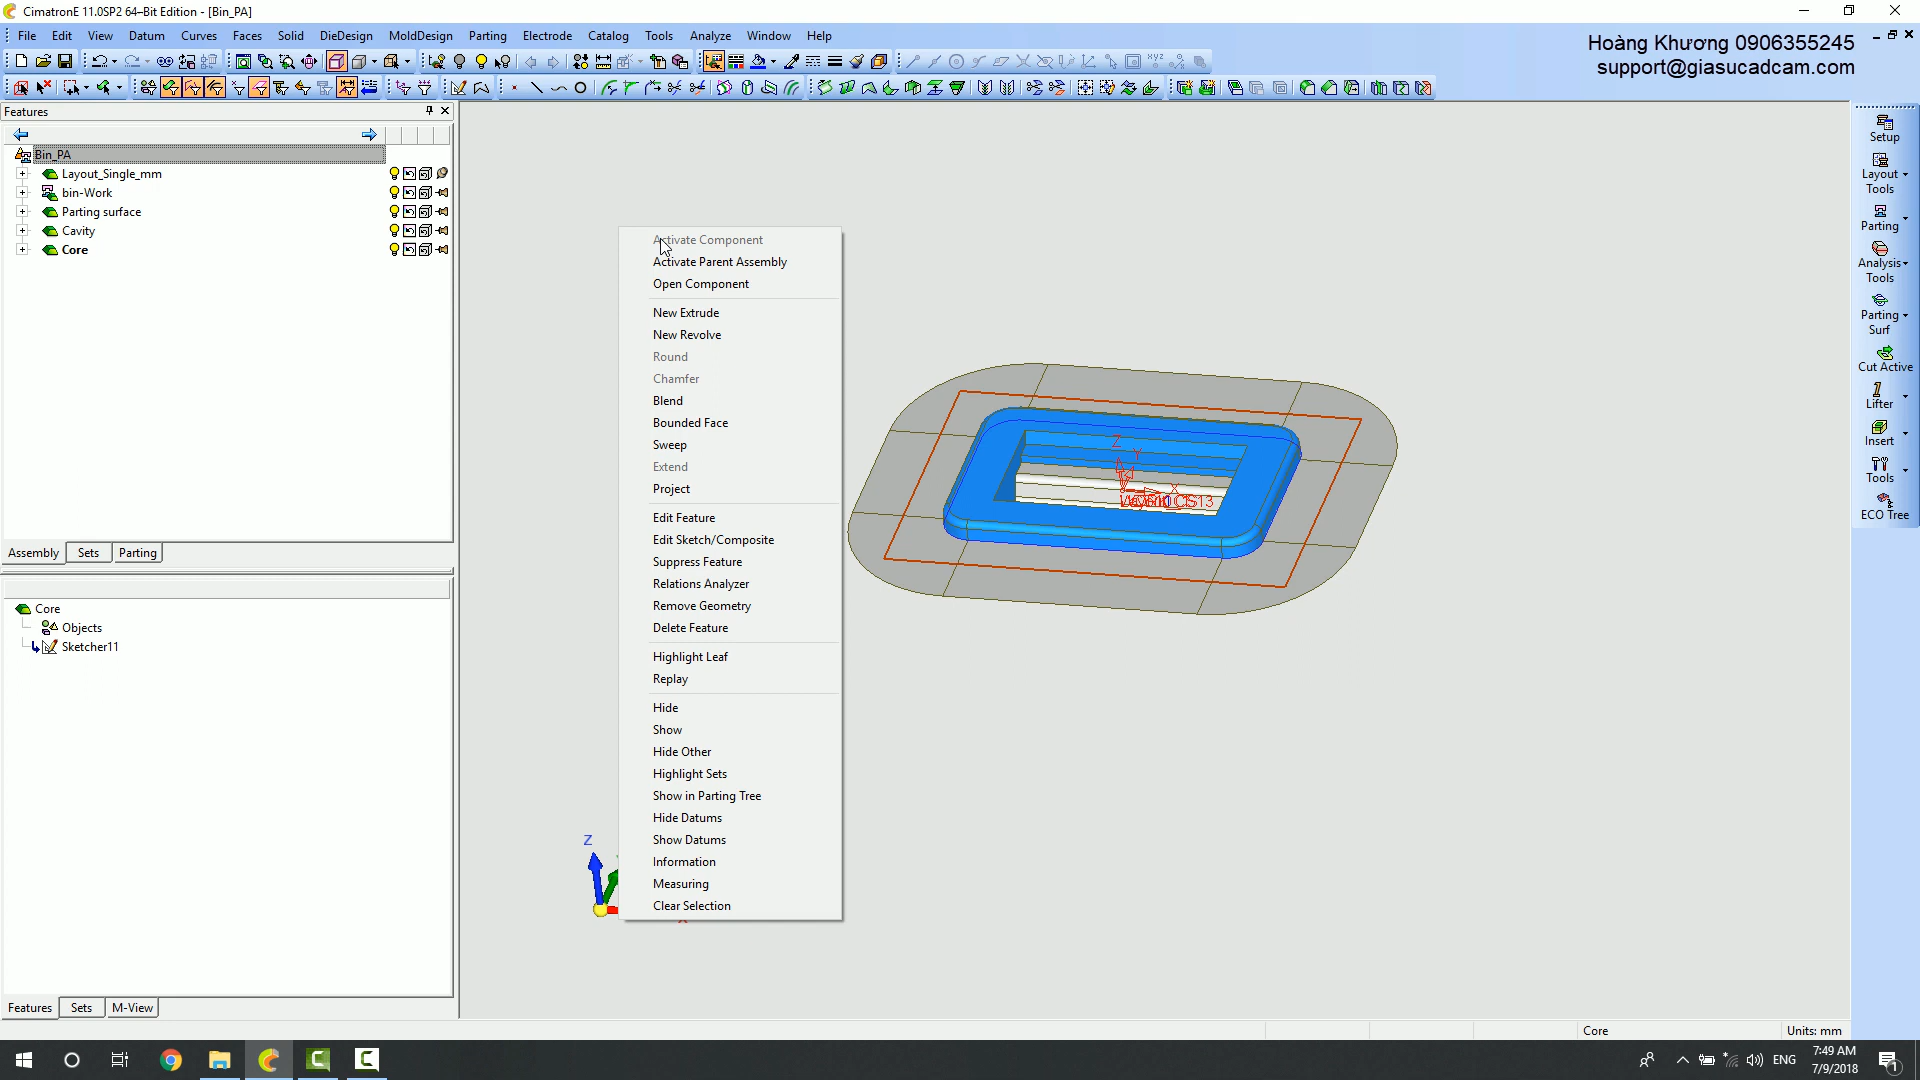 CimatronE 11.0SP2 64–Bit Edition - [Bin_PA]
File Edit View Datum Curves Faces Solid DieDesign MoldDesign Parting Electrode Catalog Tools Analyze Window Help
Hoàng Khương 0906355245
support@giasucadcam.com
Features
Bin_PA
Layout_Single_mm
bin-Work
Parting surface
Cavity
Core
Assembly Sets Parting
Core
Objects
Sketcher11
Features Sets M-View
Activate Component
Activate Parent Assembly
Open Component
New Extrude
New Revolve
Round
Chamfer
Blend
Bounded Face
Sweep
Extend
Project
Edit Feature
Edit Sketch/Composite
Suppress Feature
Relations Analyzer
Remove Geometry
Delete Feature
Highlight Leaf
Replay
Hide
Show
Hide Other
Highlight Sets
Show in Parting Tree
Hide Datums
Show Datums
Information
Measuring
Clear Selection
Z
Y
X
Z
Setup
Layout
Tools
Parting
Analysis
Tools
Parting
Surf
Cut Active
Lifter
Insert
Tools
ECO Tree
Core
Units: mm
ENG
7:49 AM
7/9/2018
1